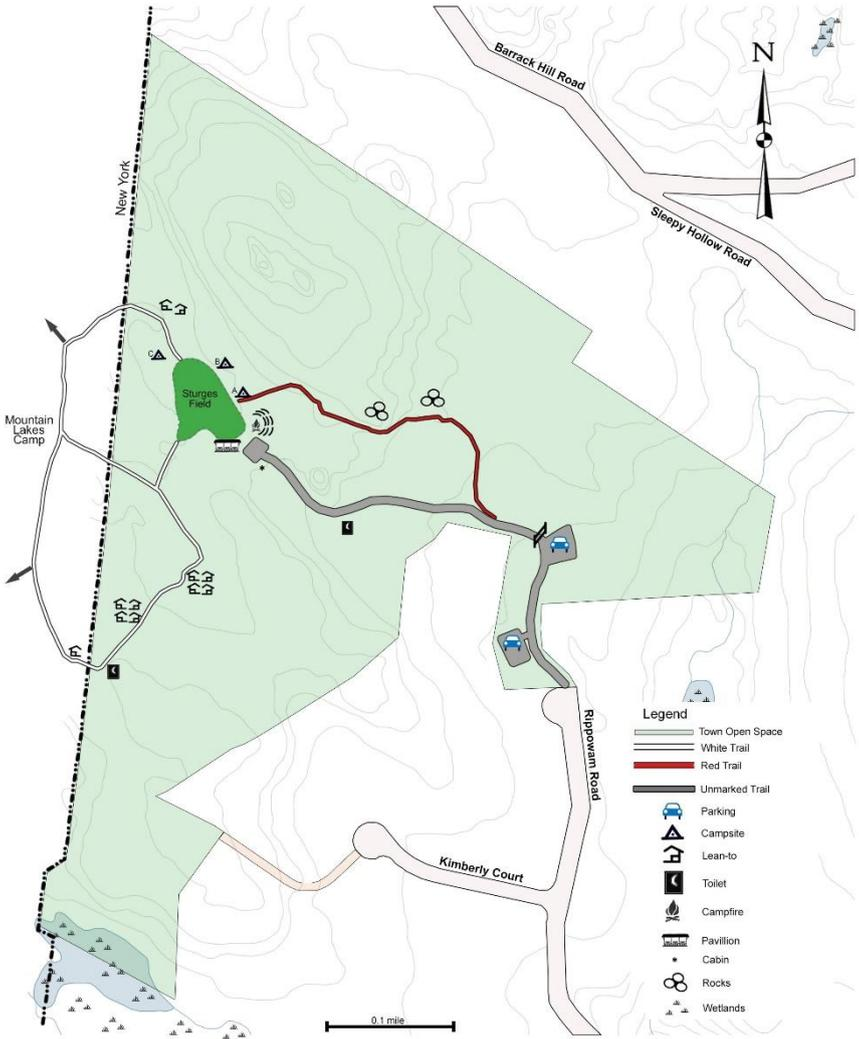 Barrack Hill Road
N
New York
Sleepy Hollow Road
C
B
A
Sturges
Field
Mountain
Lakes
Camp
Rippowam Road
Kimberly Court
Legend
Town Open Space
White Trail
Red Trail
Unmarked Trail
Parking
Campsite
Lean-to
Toilet
Campfire
Pavillion
Cabin
Rocks
Wetlands
0.1 mile